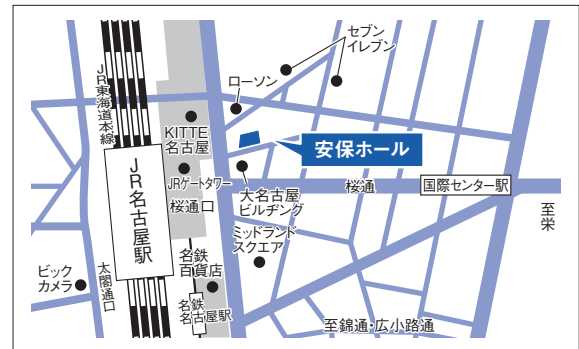 セブン
イレブン
JR東海道本線
ローソン
KITTE
名古屋
安保ホール
JR名古屋駅
JRゲートタワー
桜通口
大名古屋
ビルヂング
桜通
国際センター駅
至栄
ミッドランド
スクエア
名鉄
百貨店
ビック
カメラ
太閤通口
名鉄
名古屋駅
至錦通・広小路通